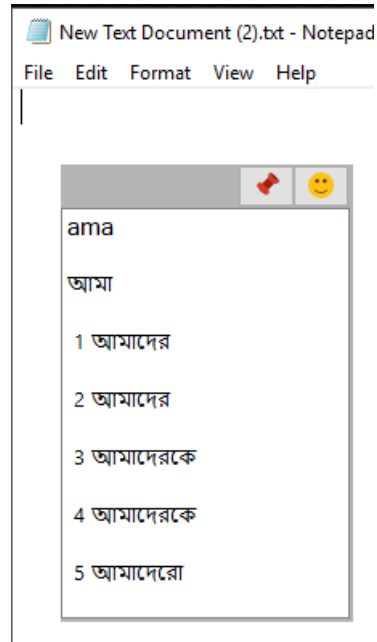 New Text Document (2).txt - Notepad
File Edit Format View Help
ama
আমা
1 আমাদের
2 আমাদের
3 আমাদেরকে
4 আমাদেরকে
5 আমাদেরো